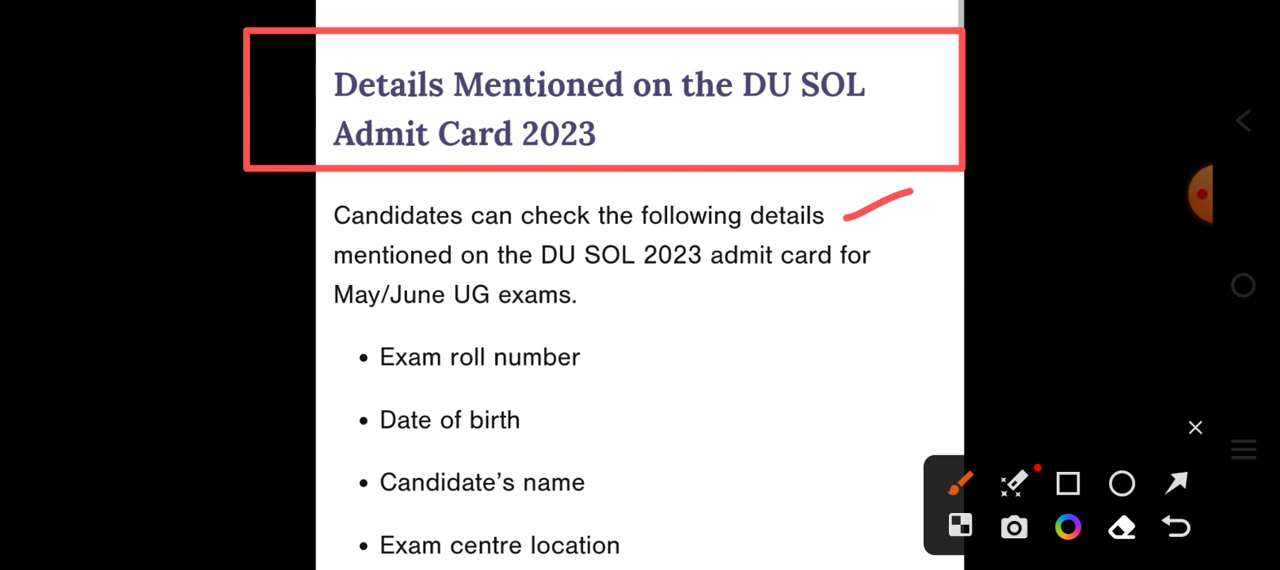 Details Mentioned on the DU SOL
Admit Card 2023
Candidates can check the following details
mentioned on the DU SOL 2023 admit card for
May/June UG exams.
• Exam roll number
• Date of birth
• Candidate’s name
• Exam centre location